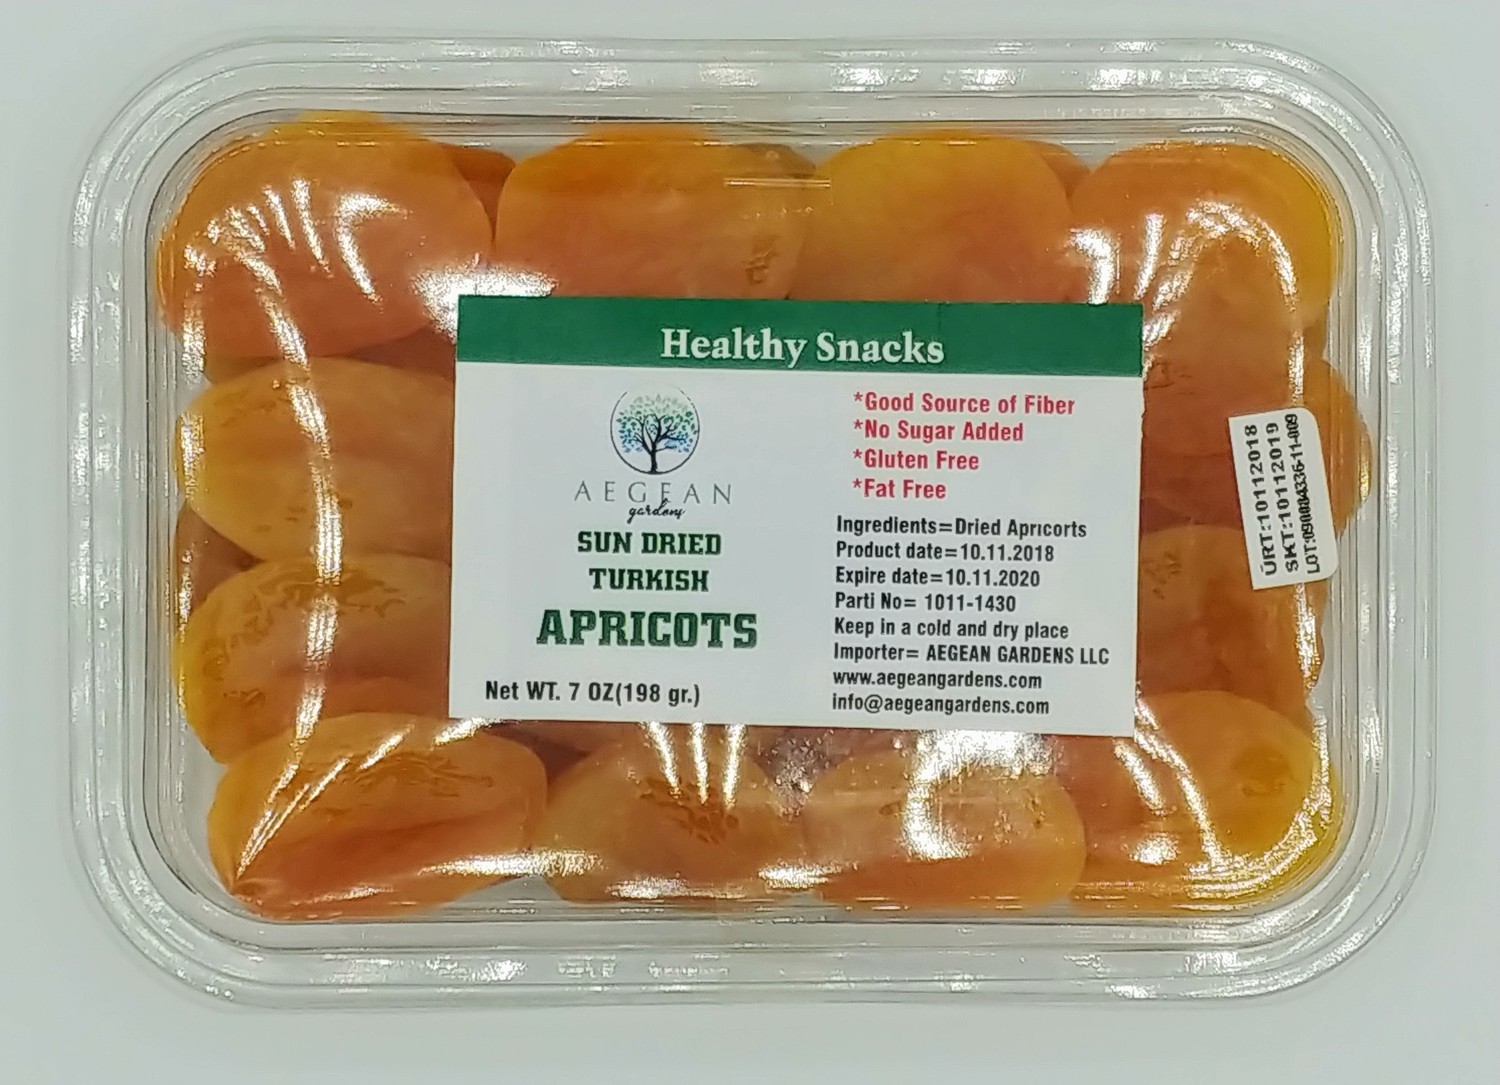 Healthy Snacks
AEGEAN
gardens
SUN DRIED
TURKISH
APRICOTS
Net WT. 7 OZ(198 gr.)
*Good Source of Fiber
*No Sugar Added
*Gluten Free
*Fat Free
Ingredients=Dried Aprıcorts
Product date=10.11.2018
Expire date=10.11.2020
Parti No= 1011-1430
Keep in a cold and dry place
Importer= AEGEAN GARDENS LLC
www.aegeangardens.com
info@aegeangardens.com
ÜRT:10112018
SKT:10112019